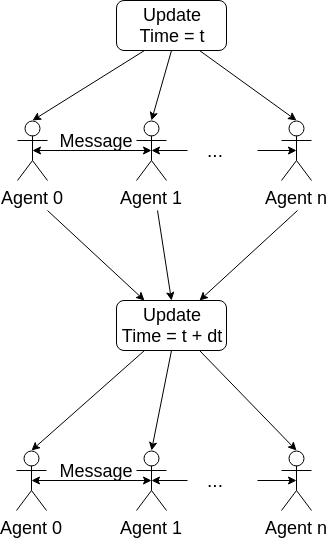 Update
Time = t
Message
...
Agent 0
Agent 1
Agent n
Update
Time = t + dt
Message
...
Agent 0
Agent 1
Agent n